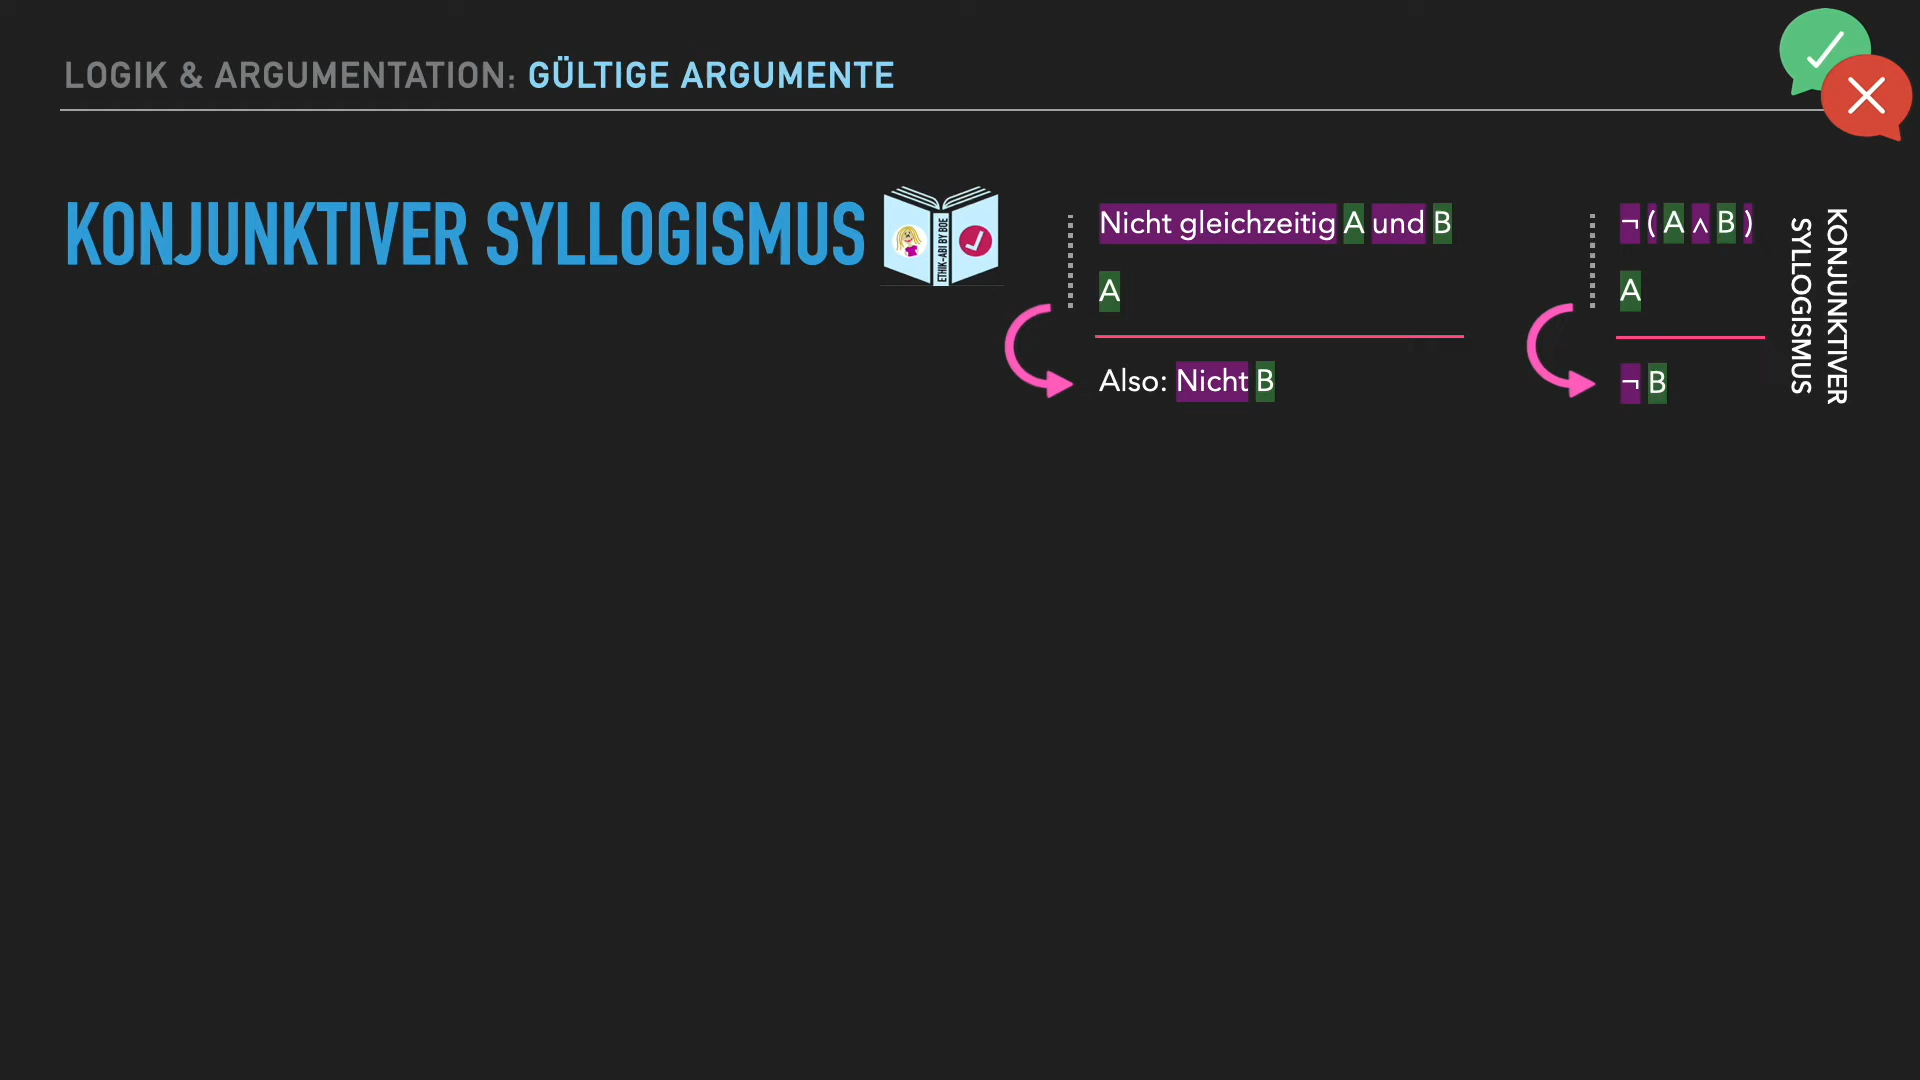 LOGIK & ARGUMENTATION: GÜLTIGE ARGUMENTE
KONJUNKTIVER SYLLOGISMUS
ETHIK-ABI BY BOE
Nicht gleichzeitig A und B
A
Also: Nicht B
¬ ( A ∧ B )
A
¬ B
KONJUNKTIVER
SYLLOGISMUS